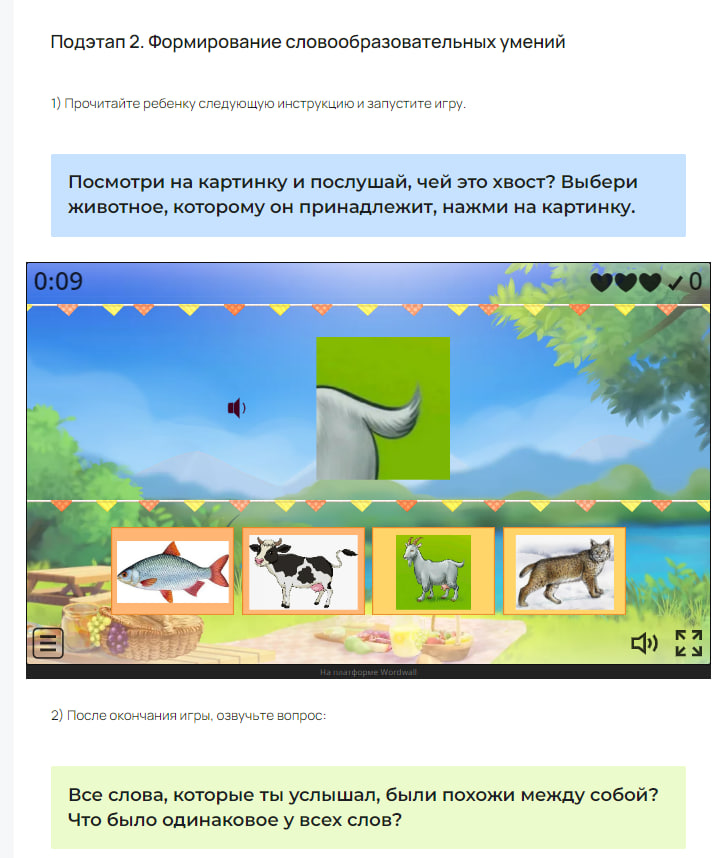 Подэтап 2. Формирование словообразовательных умений
1) Прочитайте ребенку следующую инструкцию и запустите игру.
Посмотри на картинку и послушай, чей это хвост? Выбери
животное, которому он принадлежит, нажми на картинку.
0:09
0
На платформе Wordwall
2) После окончания игры, озвучьте вопрос:
Все слова, которые ты услышал, были похожи между собой?
Что было одинаковое у всех слов?